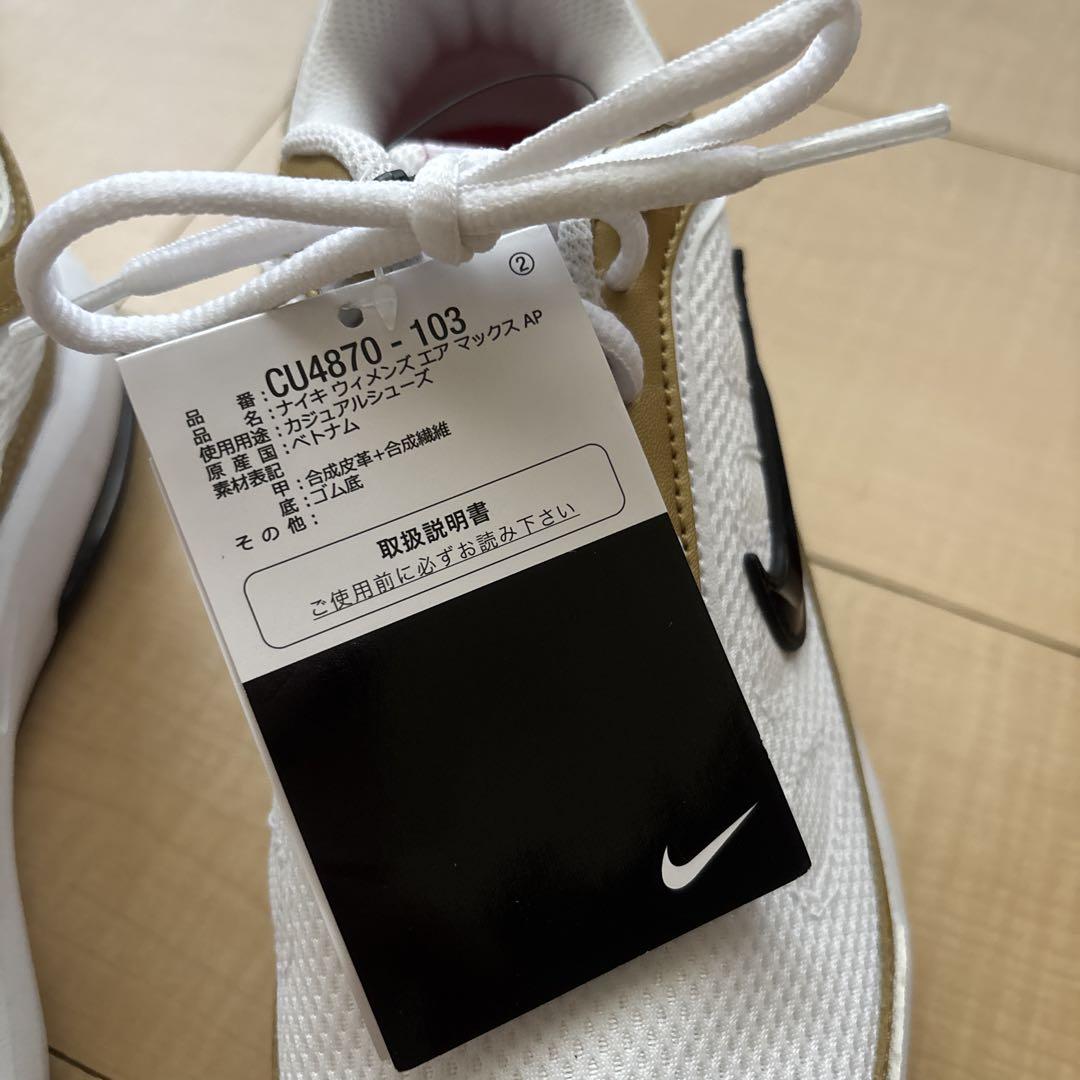 ②
品番:CU4870-103
品名:ナイキ ウィメンズ エア マックス AP
使用用途:カジュアルシューズ
原産国:ベトナム
素材表記
甲:合成皮革+合成繊維
底:ゴム底
その他:
取扱説明書
ご使用前に必ずお読み下さい